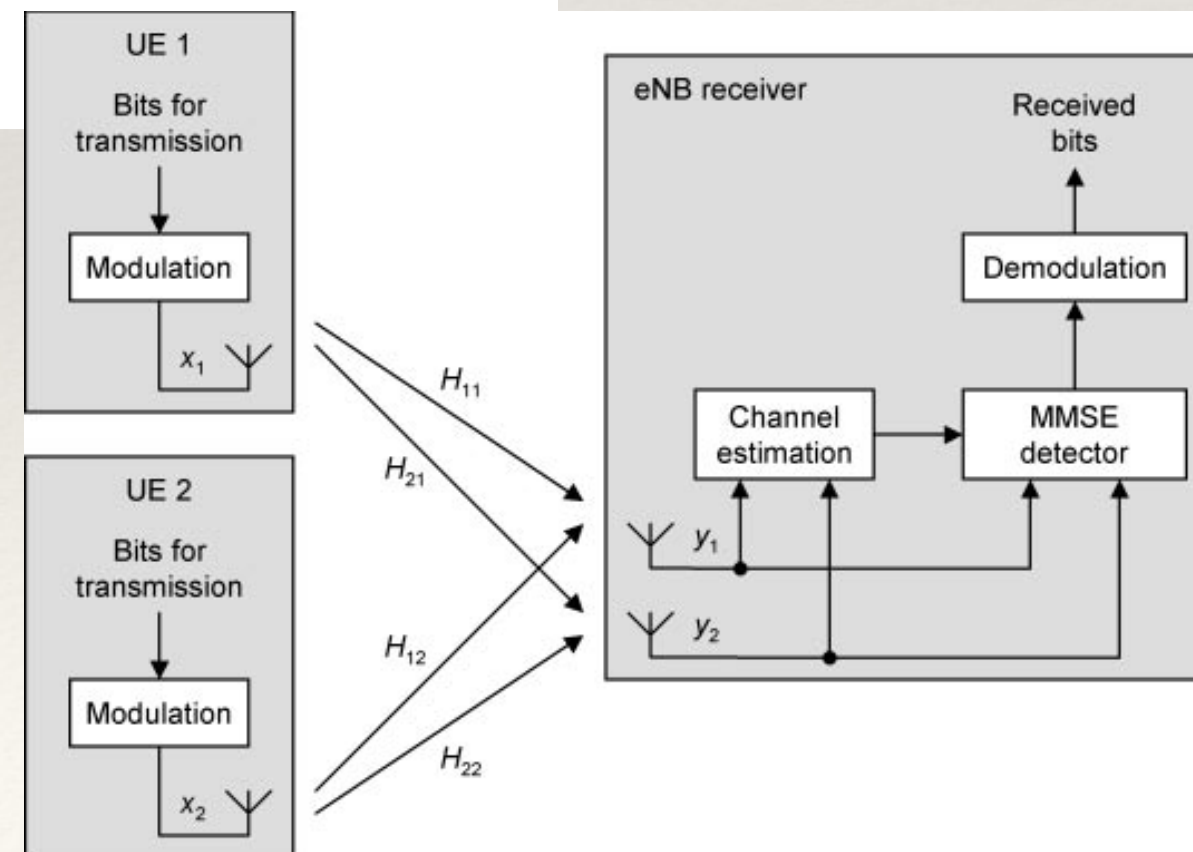 UE 1
Bits for
transmission
Modulation
x₁
UE 2
Bits for
transmission
Modulation
x₂
H₁₁
H₂₁
H₁₂
H₂₂
eNB receiver
Received
bits
Demodulation
Channel
estimation
MMSE
detector
y₁
y₂